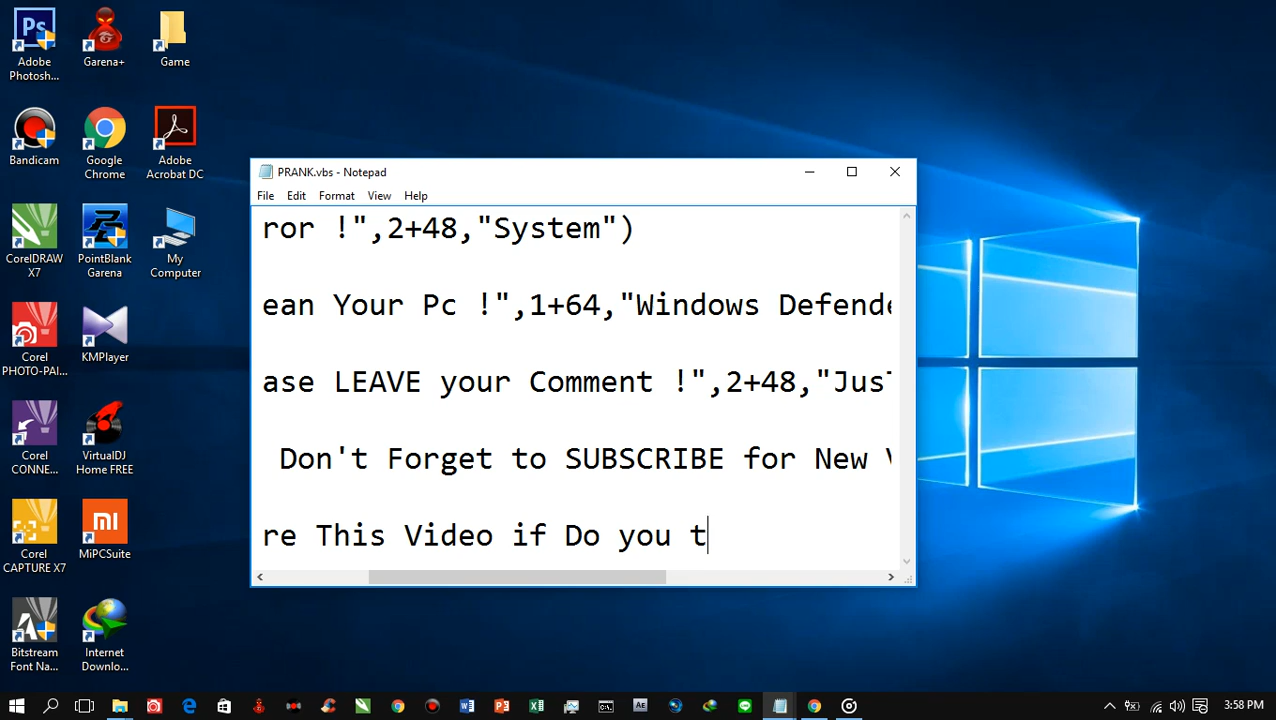 Adobe Photosh...
Garena+
Game
Bandicam
Google Chrome
Adobe Acrobat DC
CorelDRAW X7
PointBlank Garena
My Computer
Corel PHOTO-PAI...
KMPlayer
Corel CONNE...
VirtualDJ Home FREE
Corel CAPTURE X7
MiPCSuite
Bitstream Font Na...
Internet Downlo...
PRANK.vbs - Notepad
File Edit Format View Help
ror !",2+48,"System")
ean Your Pc !",1+64,"Windows Defende
ase LEAVE your Comment !",2+48,"Jus
Don't Forget to SUBSCRIBE for New
re This Video if Do you t
3:58 PM